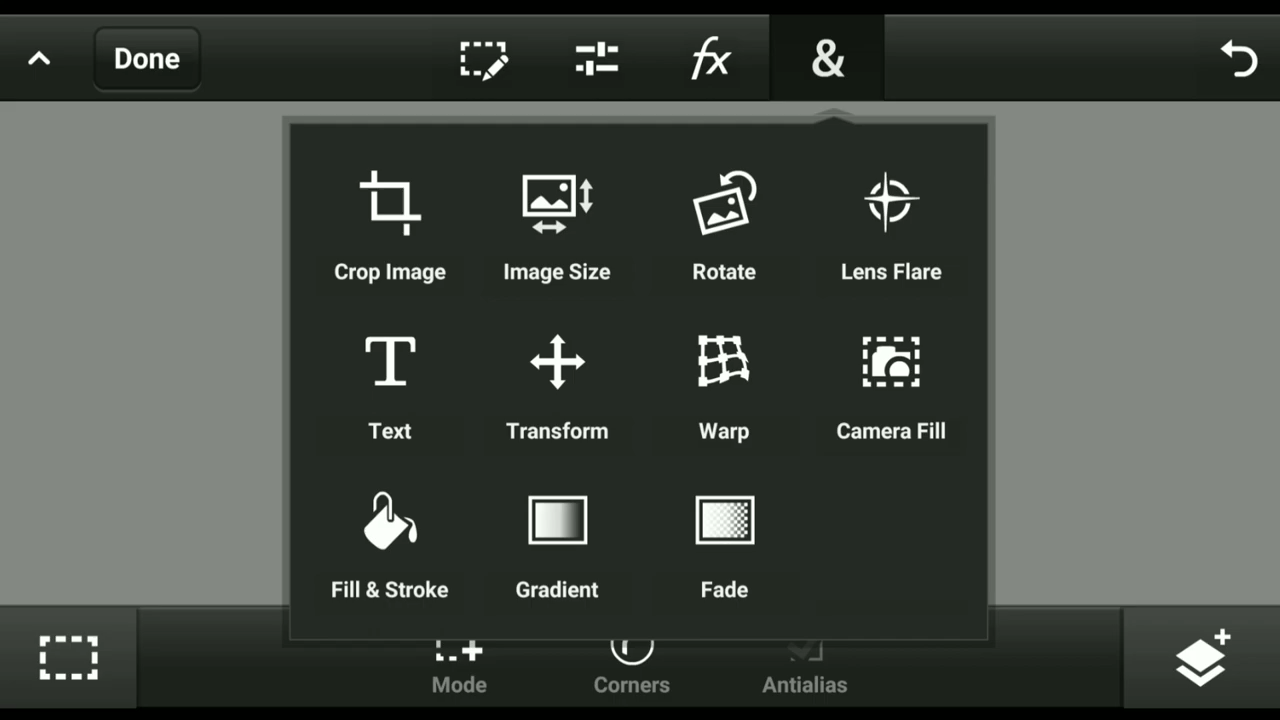 Done fx &
Crop Image Image Size Rotate Lens Flare
Text Transform Warp Camera Fill
Fill & Stroke Gradient Fade
Mode Corners Antialias